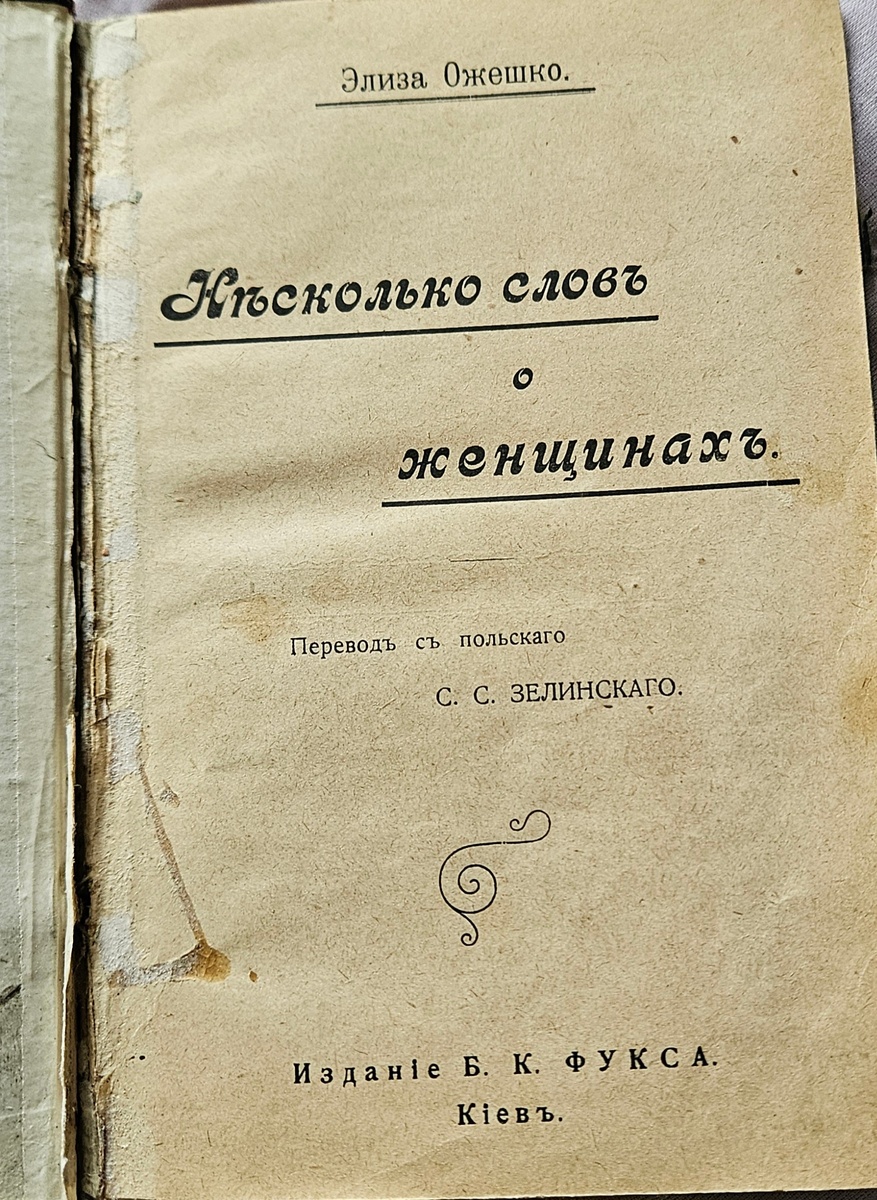 Элиза Ожешко.
Нѣсколько словъ
о
женщинахъ.
Переводъ съ польскаго
С. С. ЗЕЛИНСКАГО.
Изданіе Б. К. ФУКСА.
Кіевъ.